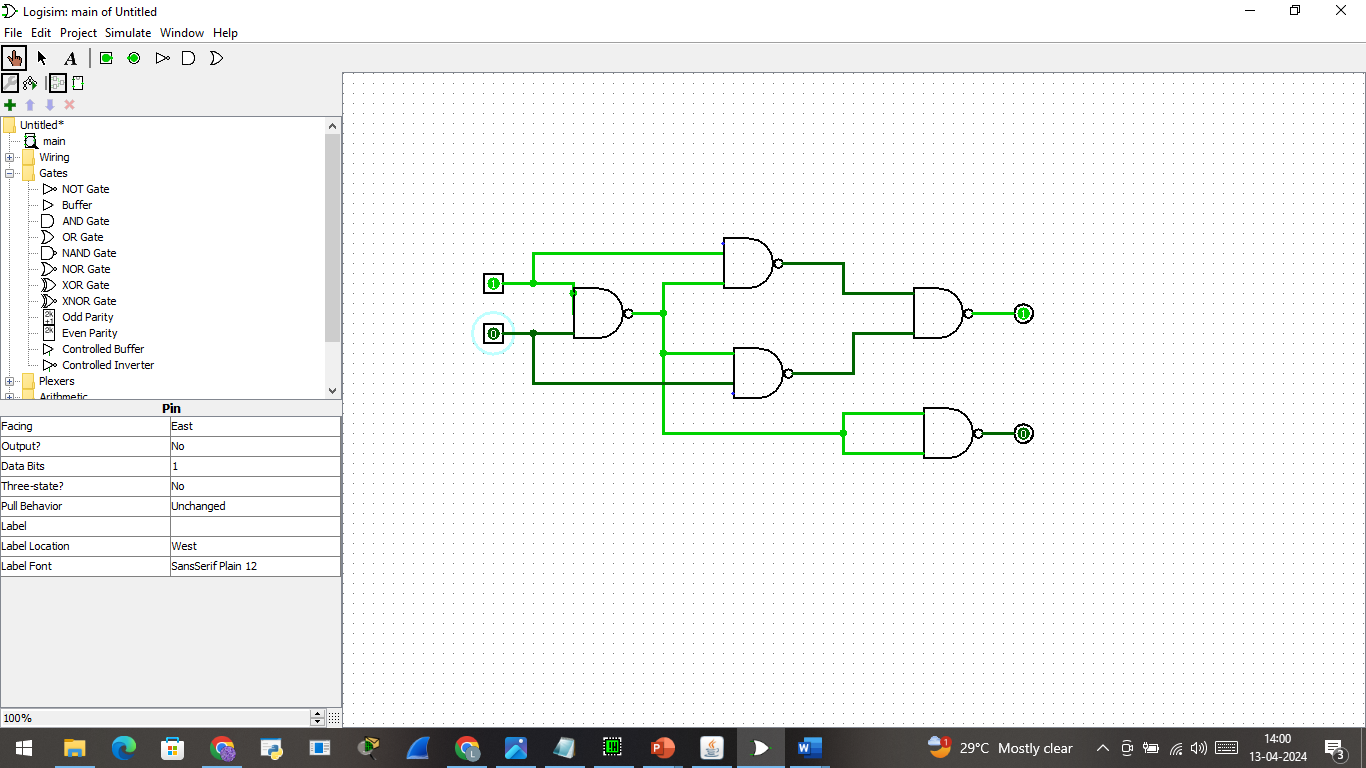 Logisim: main of Untitled
File Edit Project Simulate Window Help
A
Untitled*
main
Wiring
Gates
NOT Gate
Buffer
AND Gate
OR Gate
NAND Gate
NOR Gate
XOR Gate
XNOR Gate
Odd Parity
Even Parity
Controlled Buffer
Controlled Inverter
Plexers
Arithmetic
Pin
Facing East
Output? No
Data Bits 1
Three-state? No
Pull Behavior Unchanged
Label
Label Location West
Label Font SansSerif Plain 12
100%
1
0
1
0
1
29°C Mostly clear
14:00
13-04-2024
3